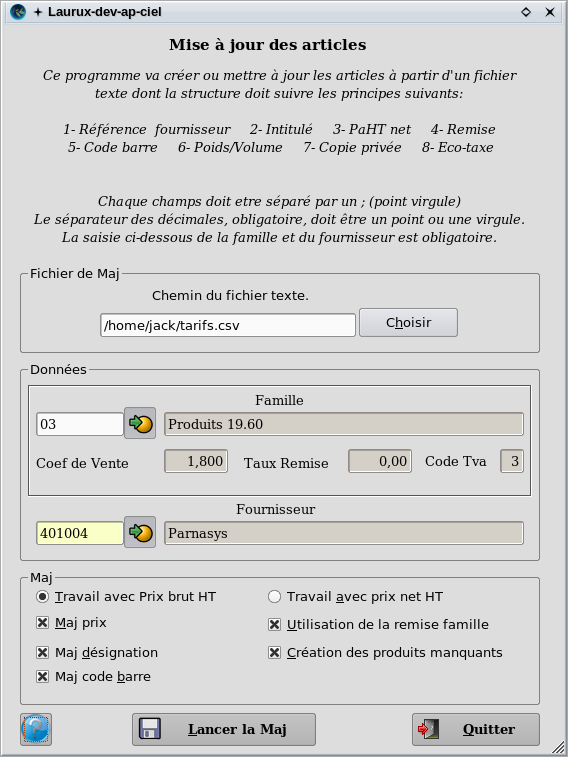 Laurux-dev-ap-ciel
Mise à jour des articles
Ce programme va créer ou mettre à jour les articles à partir d'un fichier
texte dont la structure doit suivre les principes suivants:
1- Référence fournisseur 2- Intitulé 3- PaHT net 4- Remise
5- Code barre 6- Poids/Volume 7- Copie privée 8- Eco-taxe
Chaque champs doit etre séparé par un ; (point virgule)
Le séparateur des décimales, obligatoire, doit être un point ou une virgule.
La saisie ci-dessous de la famille et du fournisseur est obligatoire.
Fichier de Maj
Chemin du fichier texte.
/home/jack/tarifs.csv Choisir
Données
Famille
03 Produits 19.60
Coef de Vente 1,800 Taux Remise 0,00 Code Tva 3
Fournisseur
401004 Parnasys
Maj
Travail avec Prix brut HT Travail avec prix net HT
Maj prix Utilisation de la remise famille
Maj désignation Création des produits manquants
Maj code barre
Lancer la Maj Quitter